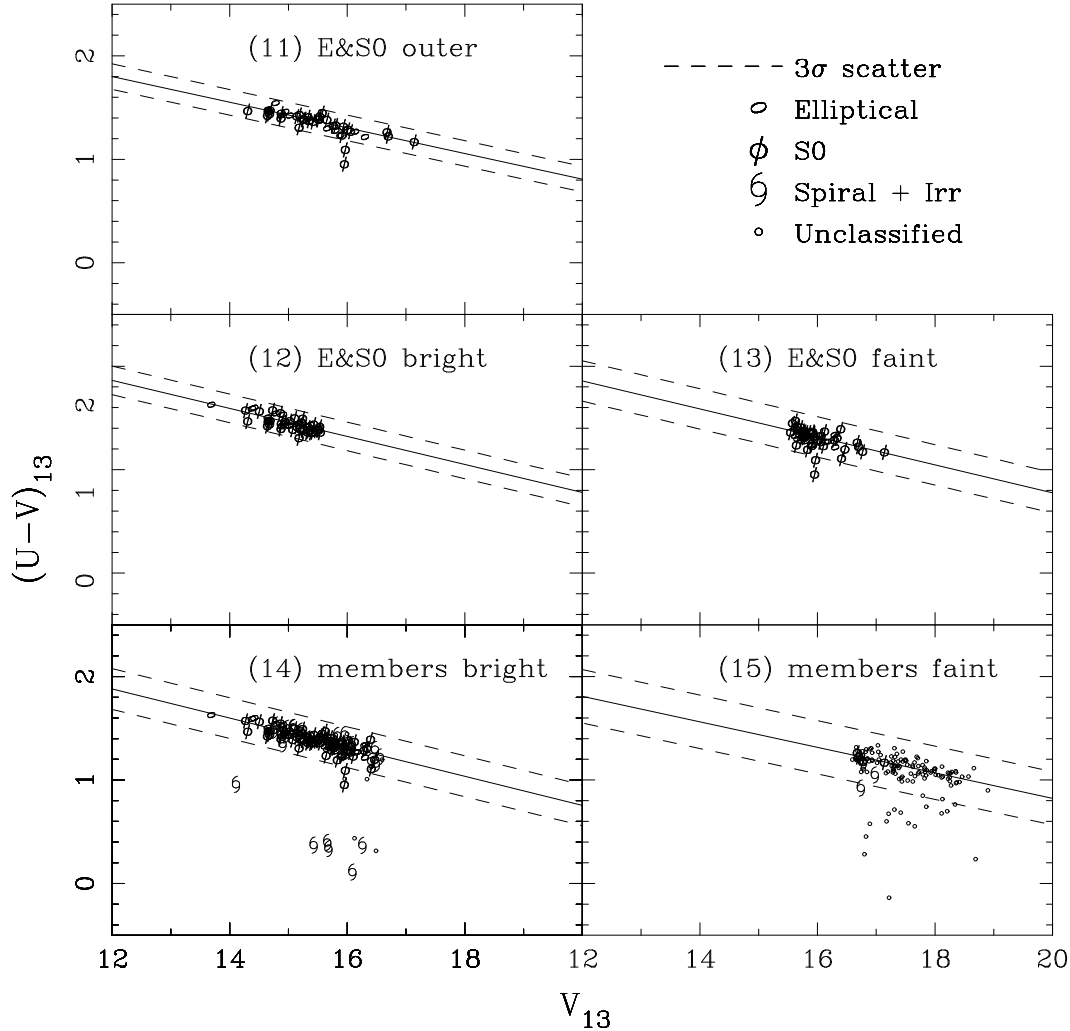 (11) E&S0 outer
3σ scatter
Elliptical
S0
Spiral + Irr
Unclassified
2
1
0
(12) E&S0 bright
(13) E&S0 faint
2
1
0
(U−V)13
(14) members bright
(15) members faint
2
1
0
12 14 16 18 12 14 16 18 20
V13